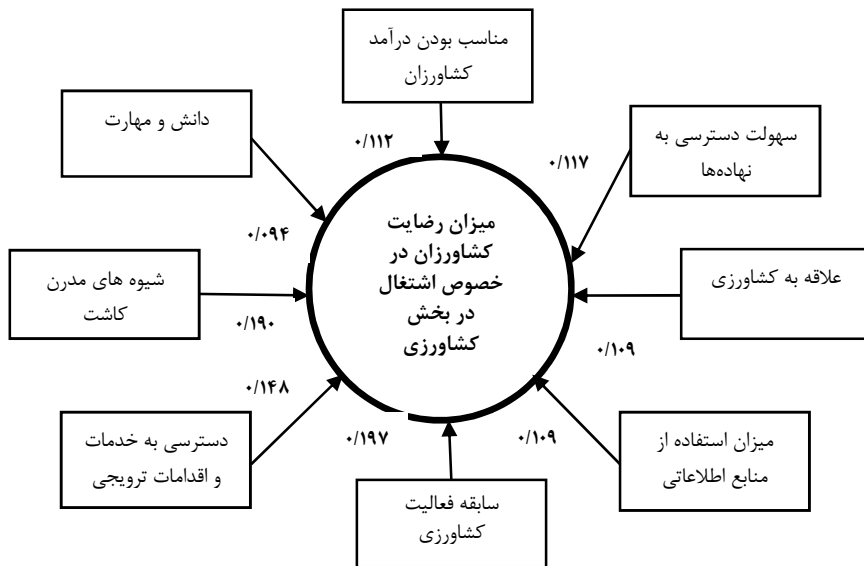 مناسب بودن درآمد
کشاورزان
دانش و مهارت
سهولت دسترسی به
نهاده‌ها
۰/۱۱۲
۰/۱۱۷
میزان رضایت
کشاورزان در
خصوص اشتغال
در بخش
کشاورزی
۰/۰۹۴
شیوه های مدرن
کاشت
علاقه به کشاورزی
۰/۱۹۰
۰/۱۰۹
۰/۱۴۸
دسترسی به خدمات
و اقدامات ترویجی
۰/۱۹۷
۰/۱۰۹
میزان استفاده از
منابع اطلاعاتی
سابقه فعالیت
کشاورزی